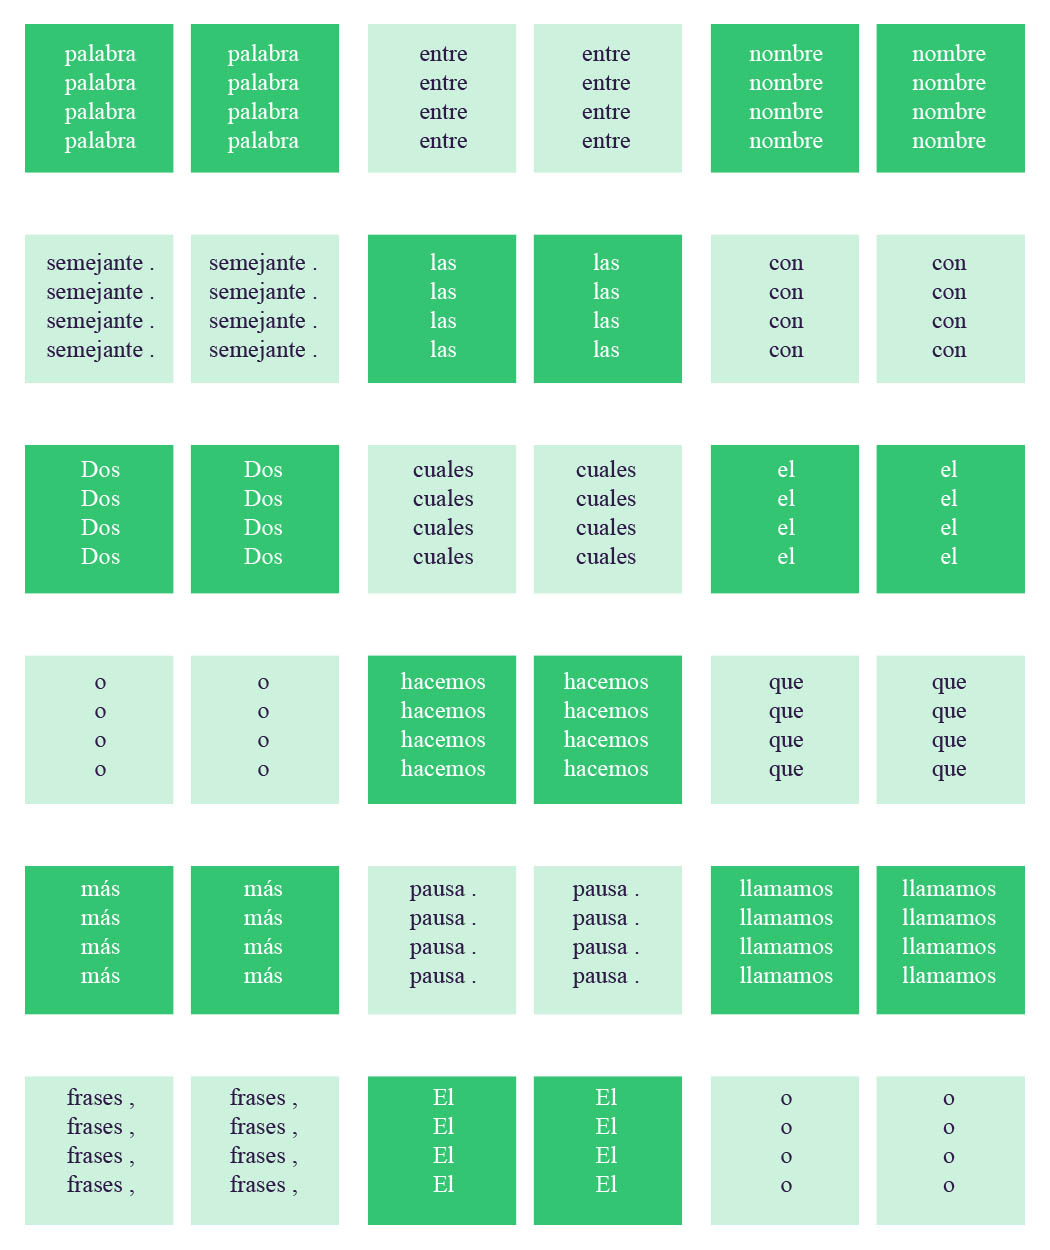 palabra
palabra
palabra
palabra
palabra
palabra
palabra
palabra
semejante .
semejante .
semejante .
semejante .
semejante .
semejante .
semejante .
semejante .
Dos
Dos
Dos
Dos
Dos
Dos
Dos
Dos
o
o
o
o
o
o
o
o
más
más
más
más
más
más
más
más
frases ,
frases ,
frases ,
frases ,
frases ,
frases ,
frases ,
frases ,
entre
entre
entre
entre
entre
entre
entre
entre
las
las
las
las
las
las
las
las
cuales
cuales
cuales
cuales
cuales
cuales
cuales
cuales
hacemos
hacemos
hacemos
hacemos
hacemos
hacemos
hacemos
hacemos
pausa .
pausa .
pausa .
pausa .
pausa .
pausa .
pausa .
pausa .
El
El
El
El
El
El
El
El
nombre
nombre
nombre
nombre
nombre
nombre
nombre
nombre
con
con
con
con
con
con
con
con
el
el
el
el
el
el
el
el
que
que
que
que
que
que
que
que
llamamos
llamamos
llamamos
llamamos
llamamos
llamamos
llamamos
llamamos
o
o
o
o
o
o
o
o